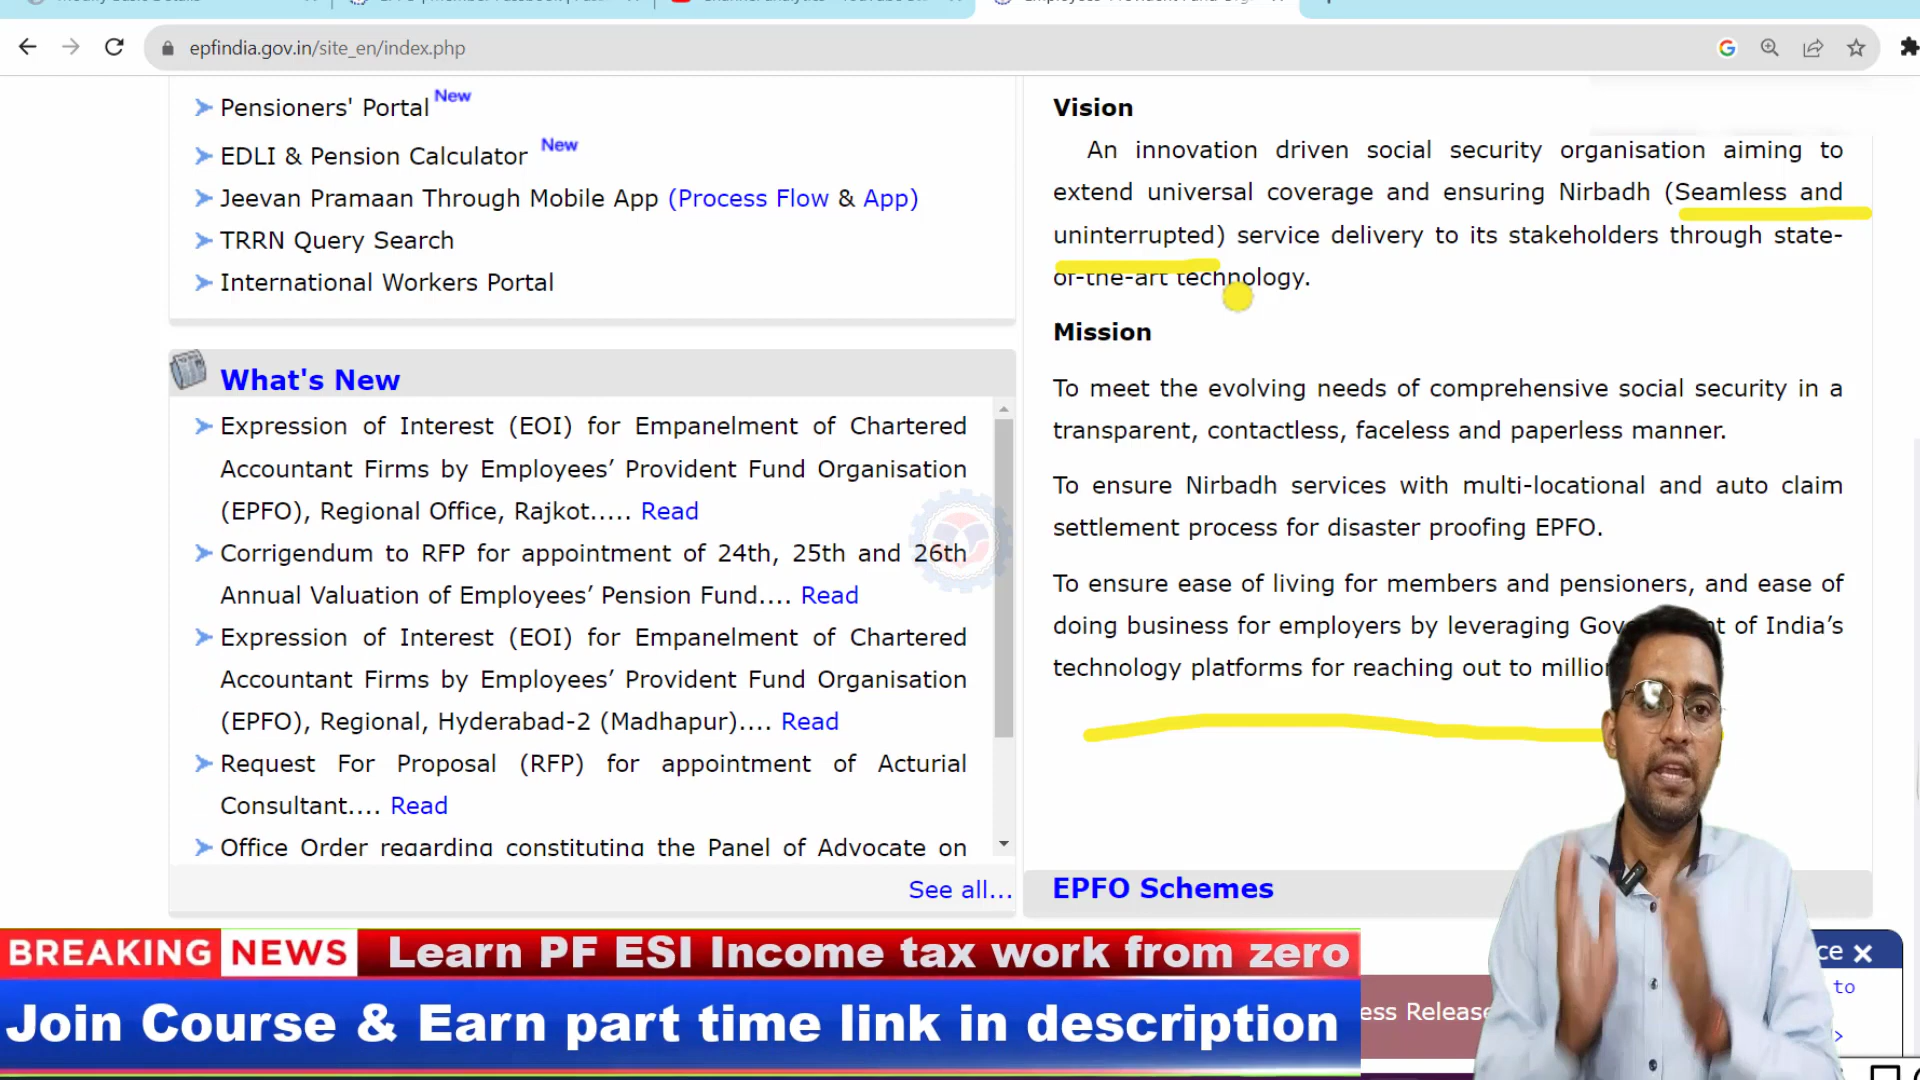 epfindia.gov.in/site_en/index.php
Pensioners' Portal New
EDLI & Pension Calculator New
Jeevan Pramaan Through Mobile App (Process Flow & App)
TRRN Query Search
International Workers Portal
What's New
Expression of Interest (EOI) for Empanelment of Chartered
Accountant Firms by Employees’ Provident Fund Organisation
(EPFO), Regional Office, Rajkot..... Read
Corrigendum to RFP for appointment of 24th, 25th and 26th
Annual Valuation of Employees’ Pension Fund.... Read
Expression of Interest (EOI) for Empanelment of Chartered
Accountant Firms by Employees’ Provident Fund Organisation
(EPFO), Regional, Hyderabad-2 (Madhapur).... Read
Request For Proposal (RFP) for appointment of Acturial
Consultant.... Read
Office Order regarding constituting the Panel of Advocate on
See all...
Vision
An innovation driven social security organisation aiming to
extend universal coverage and ensuring Nirbadh (Seamless and
uninterrupted) service delivery to its stakeholders through state-
of-the-art technology.
Mission
To meet the evolving needs of comprehensive social security in a
transparent, contactless, faceless and paperless manner.
To ensure Nirbadh services with multi-locational and auto claim
settlement process for disaster proofing EPFO.
To ensure ease of living for members and pensioners, and ease of
doing business for employers by leveraging Gov t of India’s
technology platforms for reaching out to millio
EPFO Schemes
ce
to
ess Release
BREAKING NEWS
Learn PF ESI Income tax work from zero
Join Course & Earn part time link in description